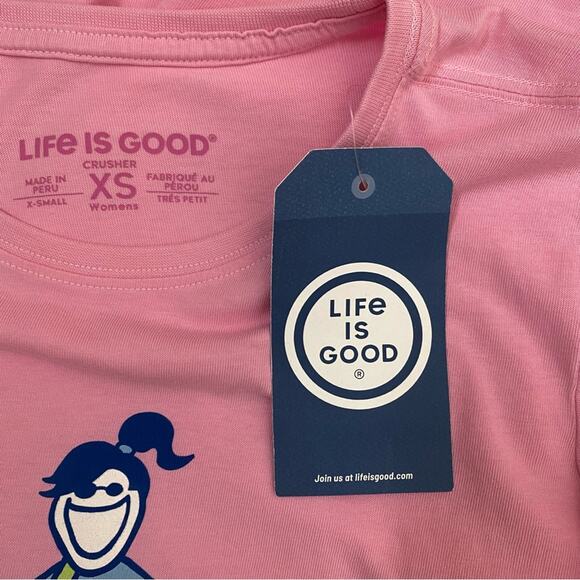 LIFe IS GOOD®
CRUSHER
MADE IN
PERU
X-SMALL
XS
Womens
FABRIQUÉ AU
PÉROU
TRÉS PETIT
LIFe
IS
GOOD
®
Join us at lifeisgood.com